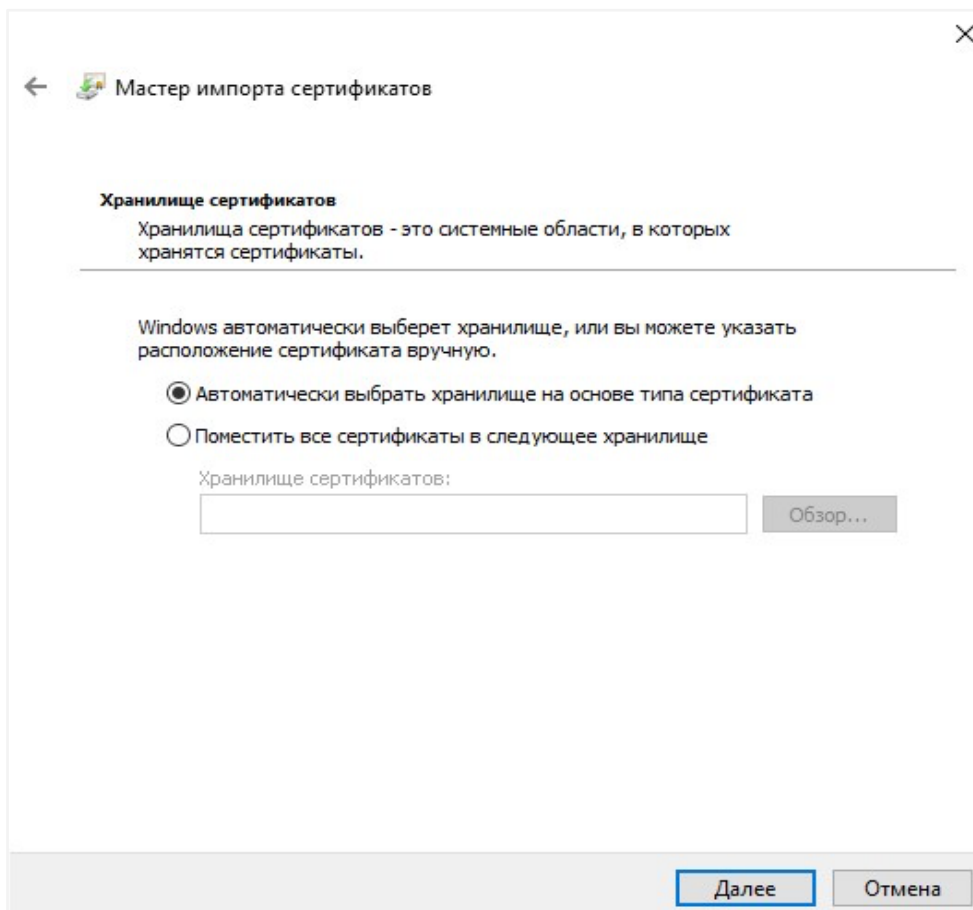 Мастер импорта сертификатов
Хранилище сертификатов
Хранилища сертификатов - это системные области, в которых
хранятся сертификаты.
Windows автоматически выберет хранилище, или вы можете указать
расположение сертификата вручную.
Автоматически выбрать хранилище на основе типа сертификата
Поместить все сертификаты в следующее хранилище
Хранилище сертификатов:
Обзор...
Далее
Отмена